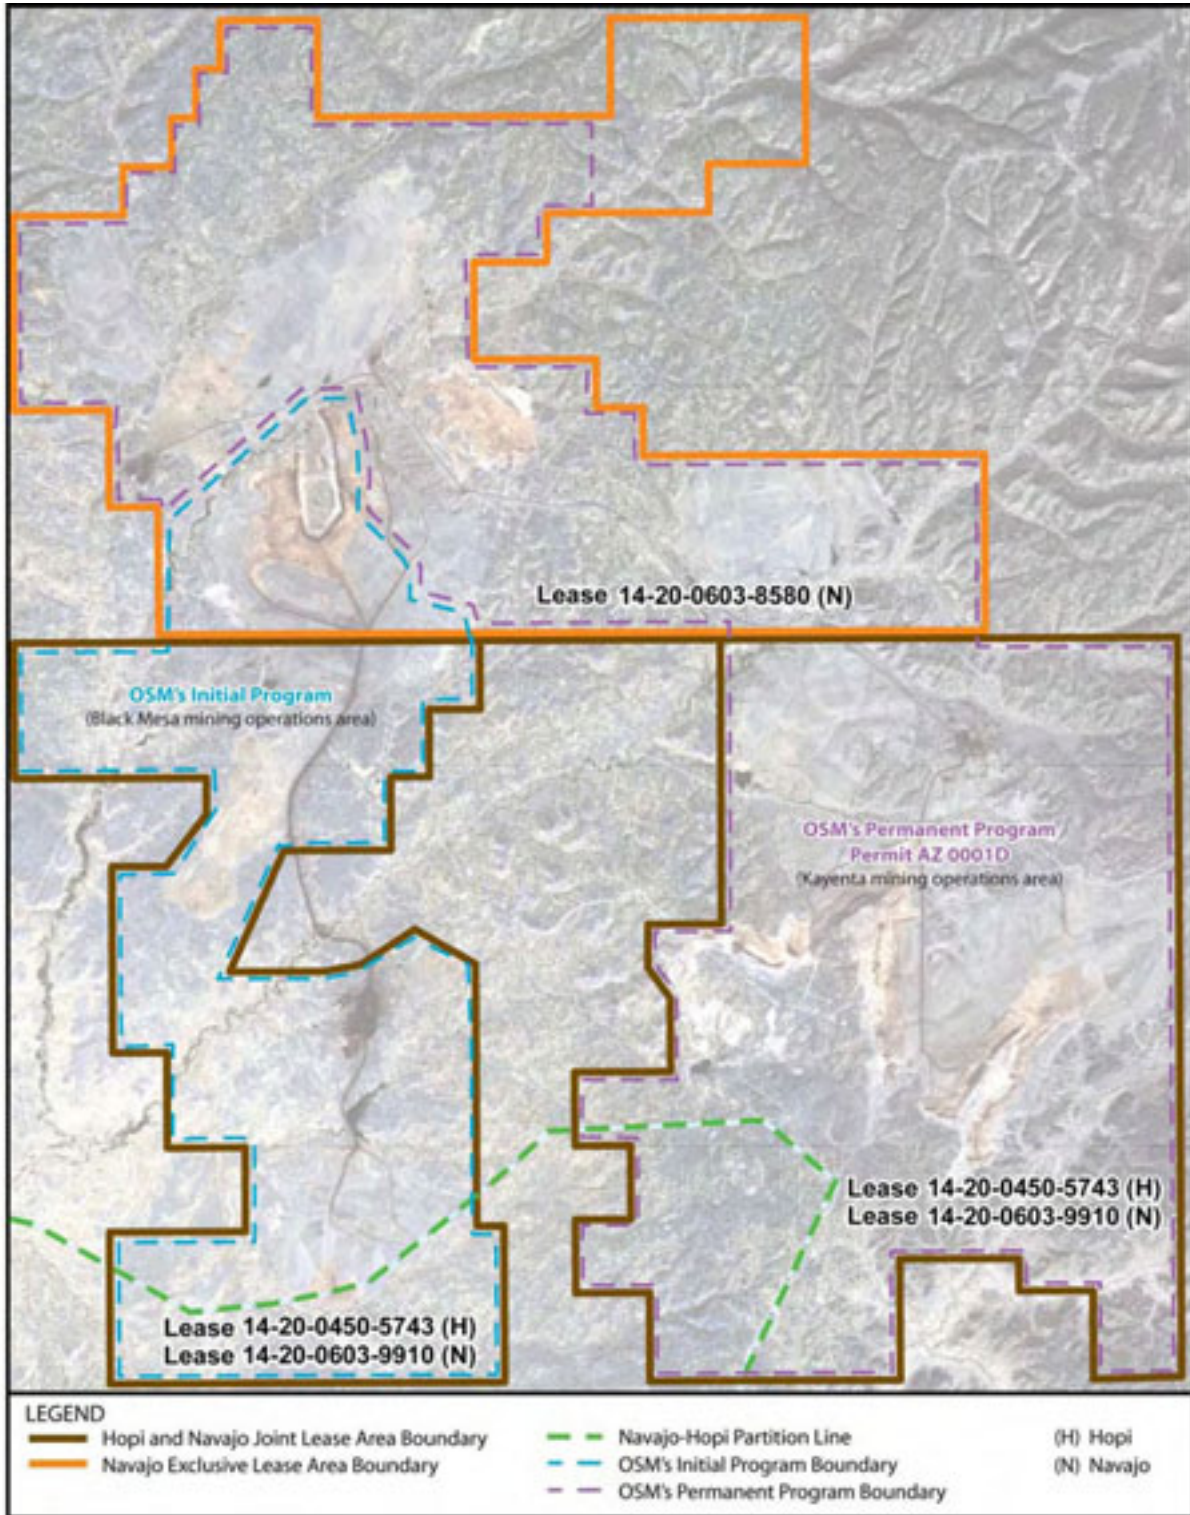 Lease 14-20-0603-8580 (N)
OSM's Initial Program
(Black Mesa mining operations area)
OSM's Permanent Program
Permit AZ 0001D
(Kayenta mining operations area)
Lease 14-20-0450-5743 (H)
Lease 14-20-0603-9910 (N)
Lease 14-20-0450-5743 (H)
Lease 14-20-0603-9910 (N)
LEGEND
Hopi and Navajo Joint Lease Area Boundary
Navajo Exclusive Lease Area Boundary
Navajo-Hopi Partition Line
OSM's Initial Program Boundary
OSM's Permanent Program Boundary
(H) Hopi
(N) Navajo